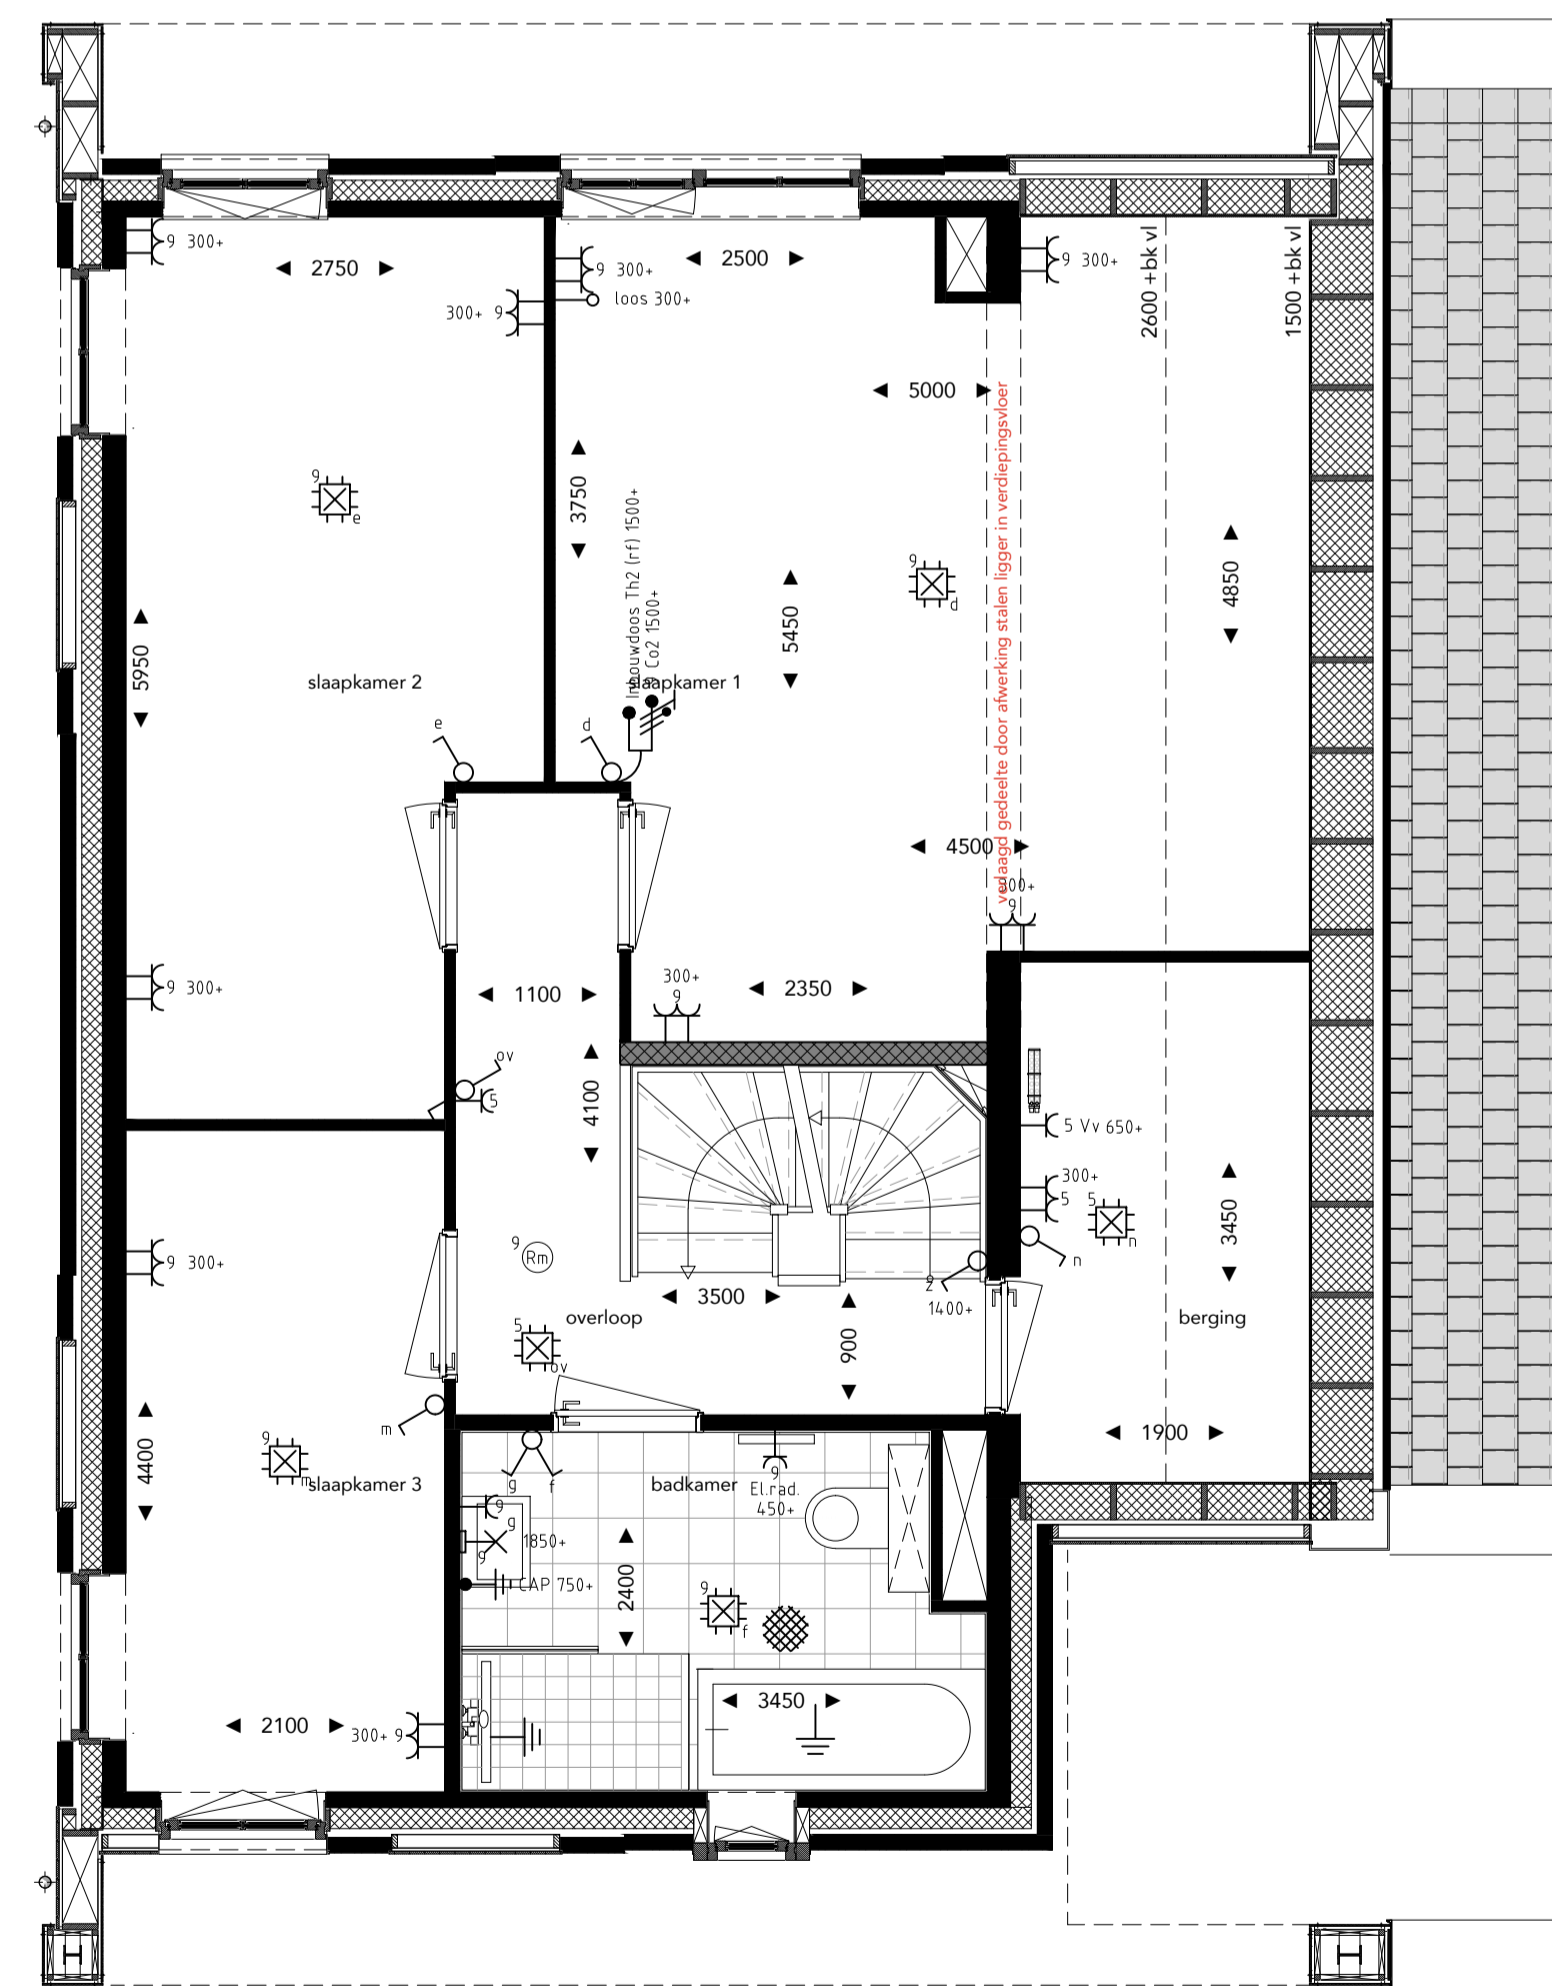 9 300+
2750
300+ 9
9 300+
loos 300+
2500
9 300+
2600 +bk vl
1500 +bk vl
5000
verlaagd gedeelte door afwerking stalen ligger in verdiepingsvloer
3750
9
e
Inbouwdoos Th2 (rf) 1500+
Co2 1500+
9
d
5450
4850
5950
slaapkamer 2
slaapkamer 1
e
d
4500
300+
9
9 300+
1100
300+
9
2350
ov
5
4100
5 Vv 650+
300+
5
5
n
3450
n
9 300+
9
Rm
3500
2
1400+
overloop
900
berging
5
ov
m
4400
9
m
slaapkamer 3
g
f
badkamer
9
El.rad.
450+
1900
9
g
1850+
9
CAP 750+
2400
9
f
3450
2100
300+ 9
H
H